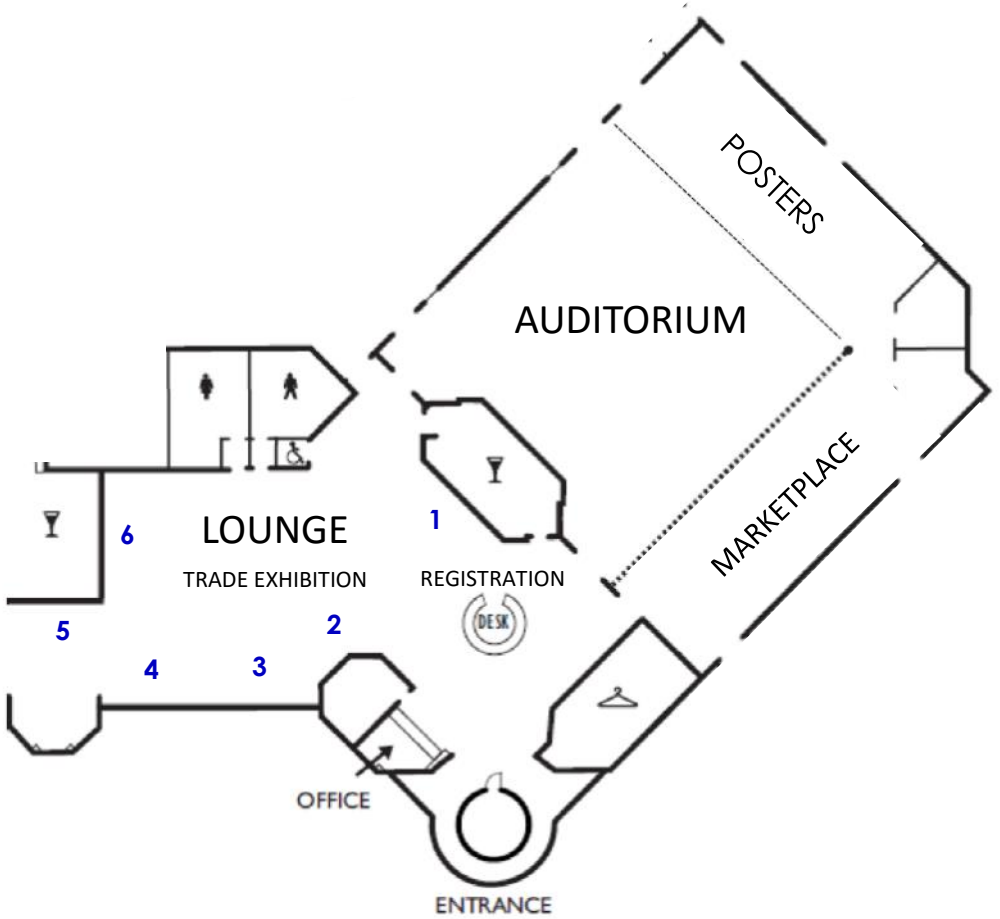 POSTERS
AUDITORIUM
MARKETPLACE
1
6
LOUNGE
TRADE EXHIBITION
REGISTRATION
DESK
2
5
4
3
OFFICE
ENTRANCE